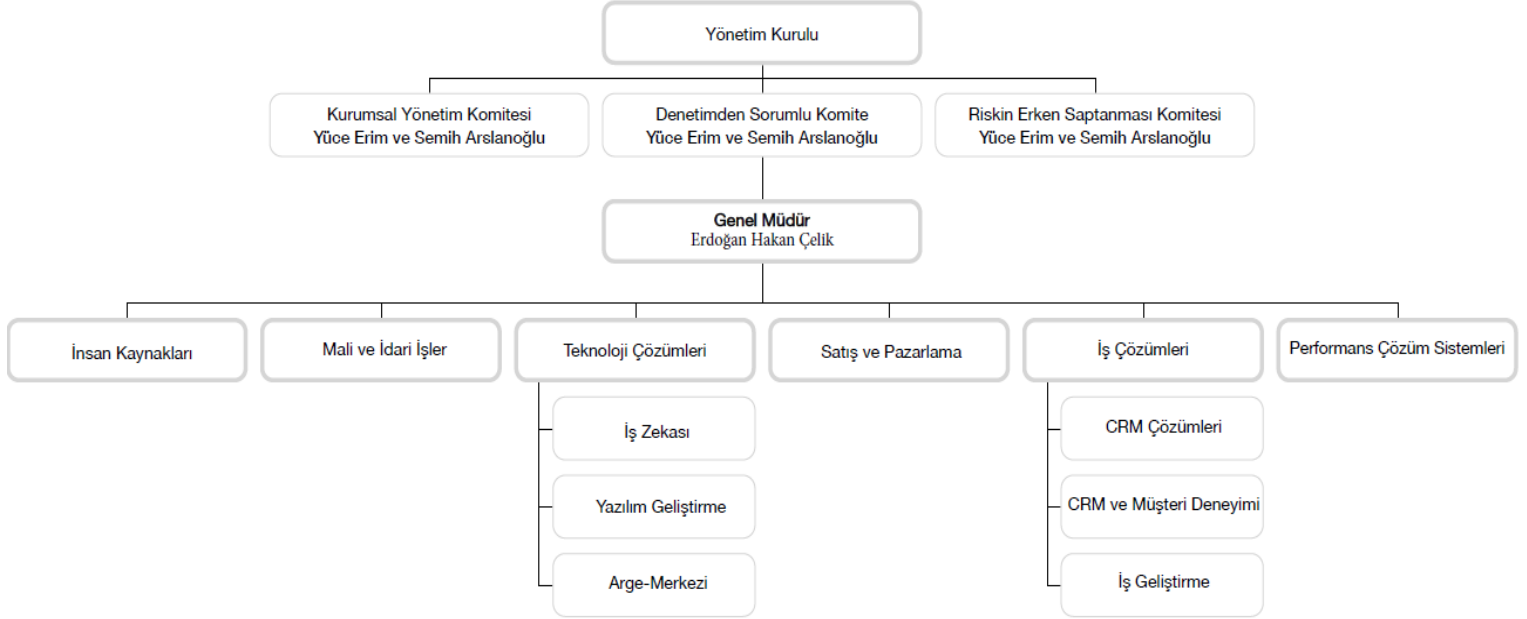 Yönetim Kurulu
Kurumsal Yönetim Komitesi
Yüce Erim ve Semih Arslanoğlu
Denetimden Sorumlu Komite
Yüce Erim ve Semih Arslanoğlu
Riskin Erken Saptanması Komitesi
Yüce Erim ve Semih Arslanoğlu
Genel Müdür
Erdoğan Hakan Çelik
İnsan Kaynakları
Mali ve İdari İşler
Teknoloji Çözümleri
Satış ve Pazarlama
İş Çözümleri
Performans Çözüm Sistemleri
İş Zekası
Yazılım Geliştirme
Arge-Merkezi
CRM Çözümleri
CRM ve Müşteri Deneyimi
İş Geliştirme